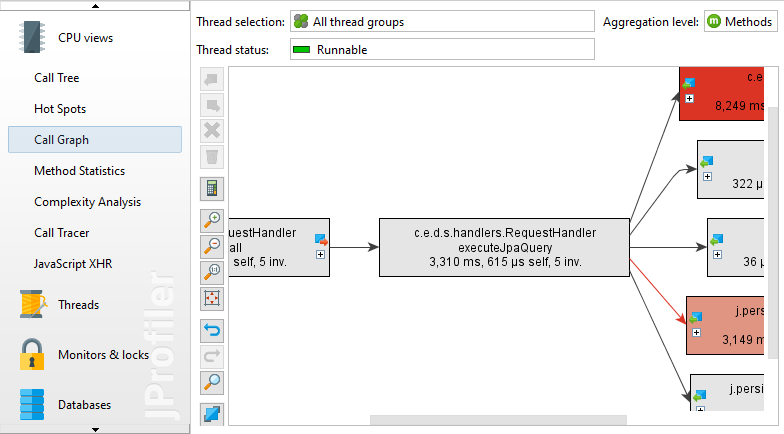 Thread selection:
All thread groups
Aggregation level:
Methods
Thread status:
Runnable
CPU views
Call Tree
Hot Spots
Call Graph
Method Statistics
Complexity Analysis
Call Tracer
JavaScript XHR
Threads
Monitors & locks
Databases
JProfiler
uestHandler
all
self, 5 inv.
c.e.d.s.handlers.RequestHandler
executeJpaQuery
3,310 ms, 615 µs self, 5 inv.
c.e.d
8,249 ms
322 µ
36 µ
j.pers
3,149 m
j.persi